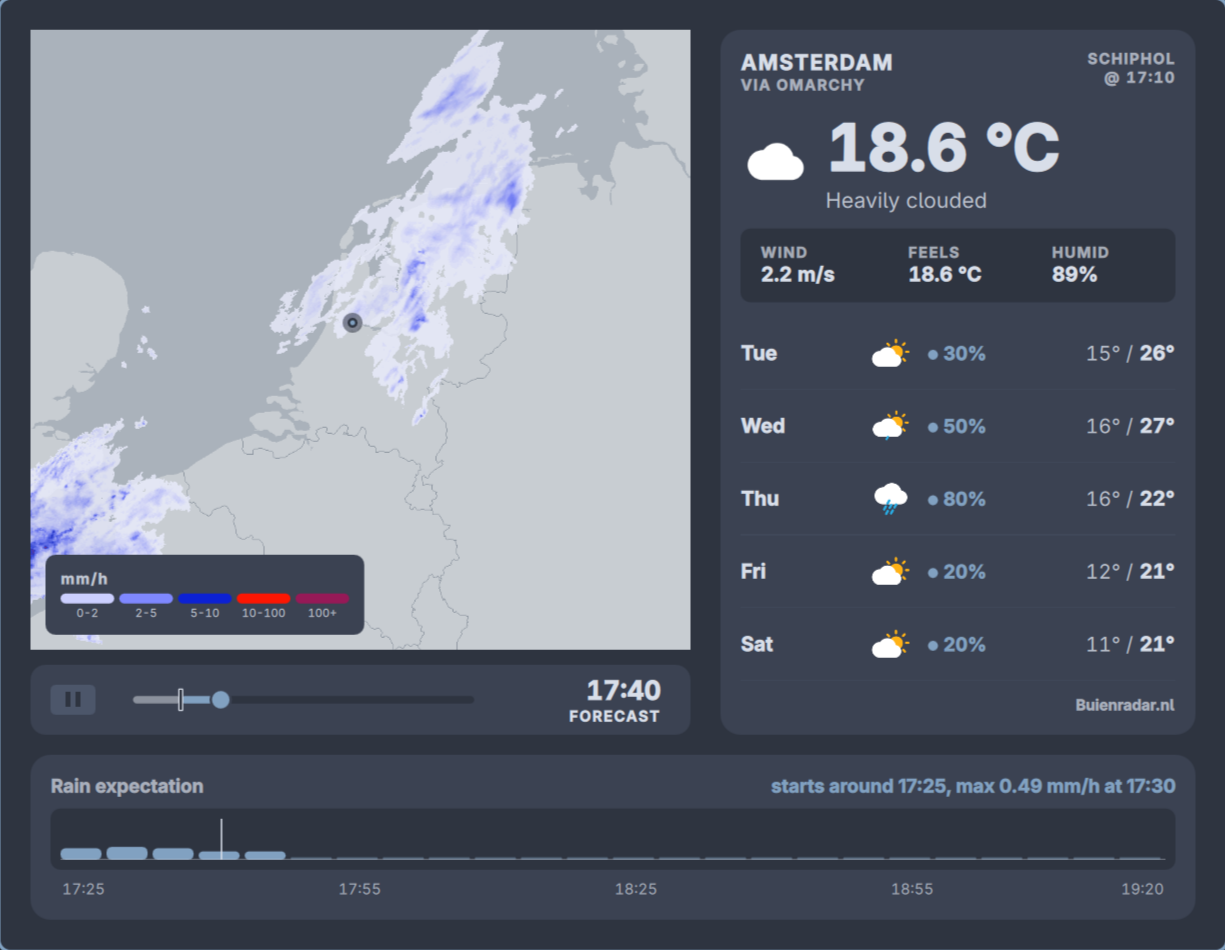 AMSTERDAM
VIA OMARCHY
SCHIPHOL
@ 17:10
18.6 °C
Heavily clouded
WIND FEELS HUMID
2.2 m/s 18.6 °C 89%
Tue 30% 15° / 26°
Wed 50% 16° / 27°
Thu 80% 16° / 22°
Fri 20% 12° / 21°
Sat 20% 11° / 21°
Buienradar.nl
mm/h
0-2 2-5 5-10 10-100 100+
17:40
FORECAST
Rain expectation
starts around 17:25, max 0.49 mm/h at 17:30
17:25 17:55 18:25 18:55 19:20